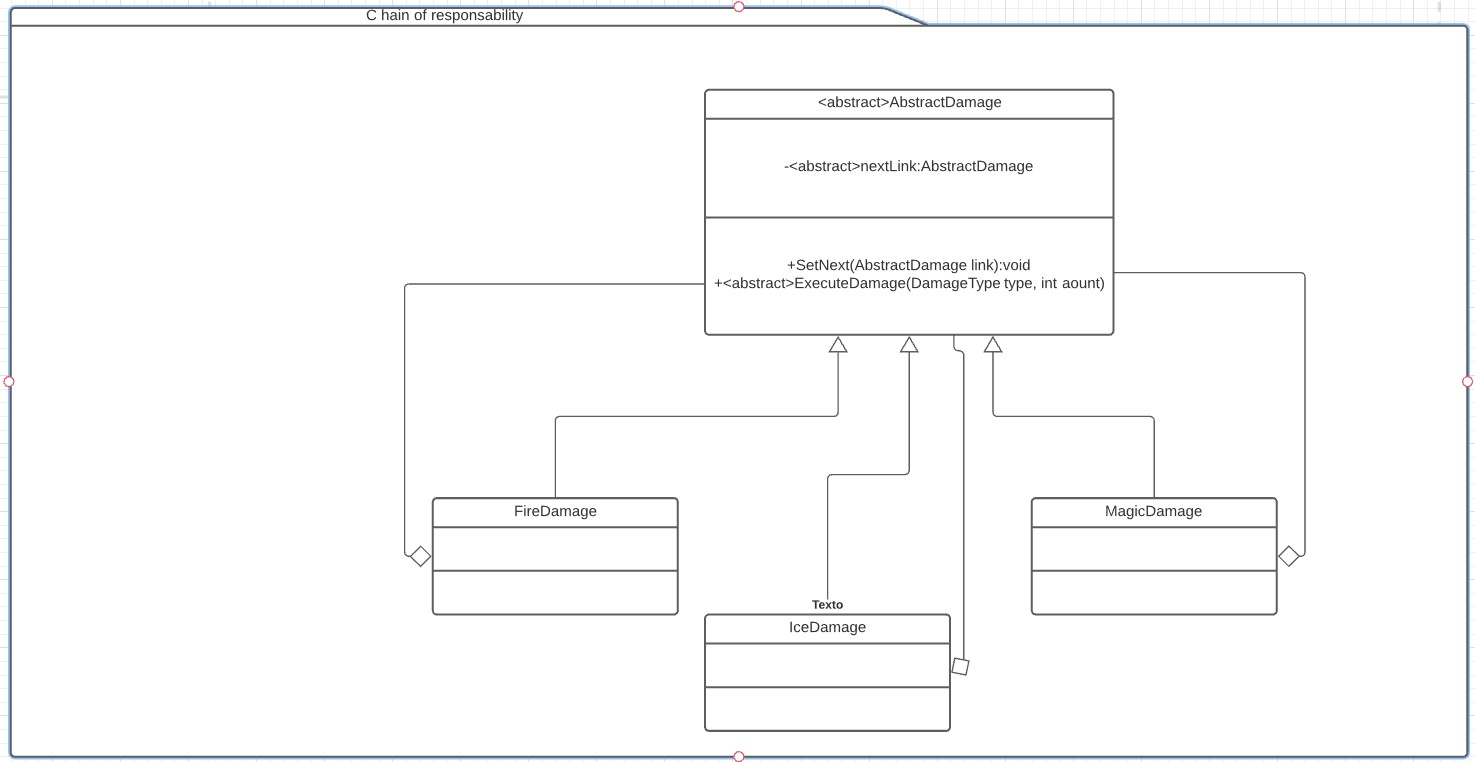 C hain of responsability
<abstract>AbstractDamage
-<abstract>nextLink:AbstractDamage
+SetNext(AbstractDamage link):void
+<abstract>ExecuteDamage(DamageType type, int aount)
FireDamage
MagicDamage
Texto
IceDamage